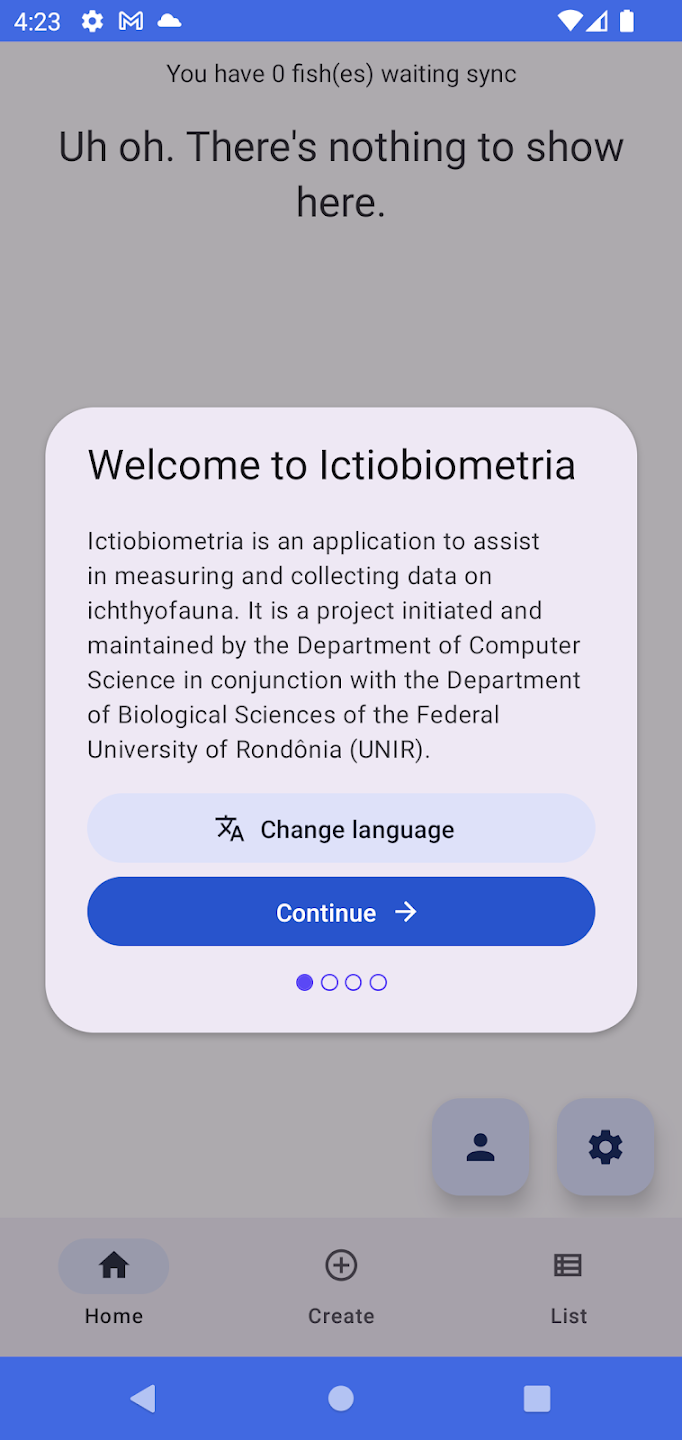 4:23
You have 0 fish(es) waiting sync
Uh oh. There's nothing to show
here.
Welcome to Ictiobiometria
Ictiobiometria is an application to assist
in measuring and collecting data on
ichthyofauna. It is a project initiated and
maintained by the Department of Computer
Science in conjunction with the Department
of Biological Sciences of the Federal
University of Rondônia (UNIR).
Change language
Continue
Home
Create
List